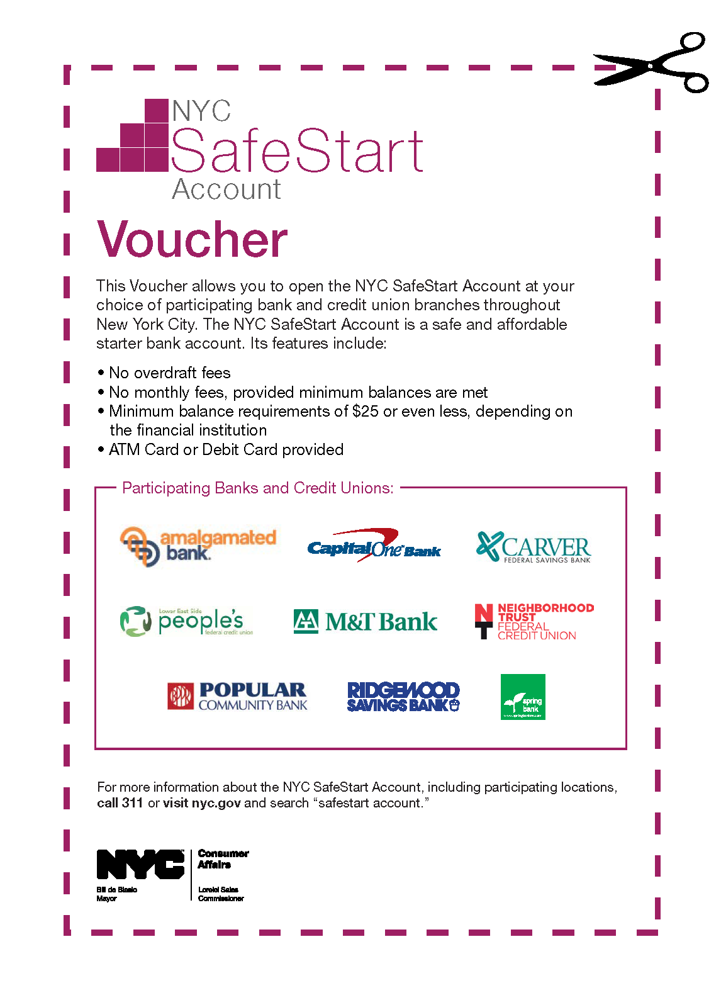 NYC
SafeStart
Account
Voucher
This Voucher allows you to open the NYC SafeStart Account at your
choice of participating bank and credit union branches throughout
New York City. The NYC SafeStart Account is a safe and affordable
starter bank account. Its features include:
• No overdraft fees
• No monthly fees, provided minimum balances are met
• Minimum balance requirements of $25 or even less, depending on
the financial institution
• ATM Card or Debit Card provided
Participating Banks and Credit Unions:
amalgamated
bank.
Capital One Bank
CARVER
FEDERAL SAVINGS BANK
Lower East Side
people's
federal credit union
M&T Bank
NEIGHBORHOOD
TRUST
FEDERAL
CREDIT UNION
POPULAR
COMMUNITY BANK
RIDGEWOOD
SAVINGS BANK
spring
bank
For more information about the NYC SafeStart Account, including participating locations,
call 311 or visit nyc.gov and search “safestart account.”
NYC
Consumer
Affairs
Bill de Blasio
Mayor
Lorelei Salas
Commissioner